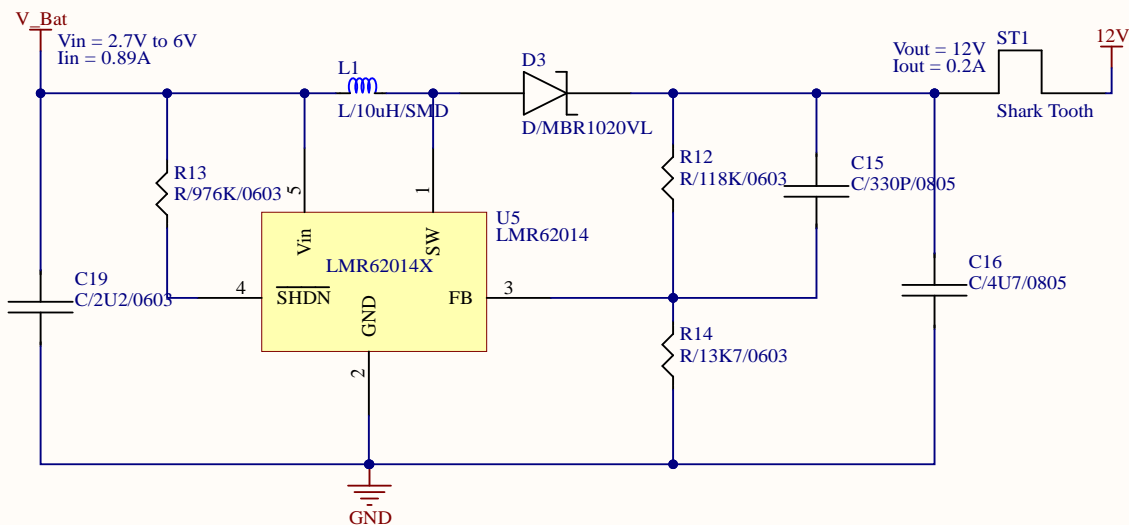 V_Bat
Vin = 2.7V to 6V
Iin = 0.89A
L1
L/10uH/SMD
D3
D/MBR1020VL
Vout = 12V
Iout = 0.2A
ST1
Shark Tooth
12V
R13
R/976K/0603
5
1
R12
R/118K/0603
C15
C/330P/0805
U5
LMR62014
Vin
SW
LMR62014X
C19
C/2U2/0603
4
SHDN
GND
FB
3
C16
C/4U7/0805
R14
R/13K7/0603
2
GND